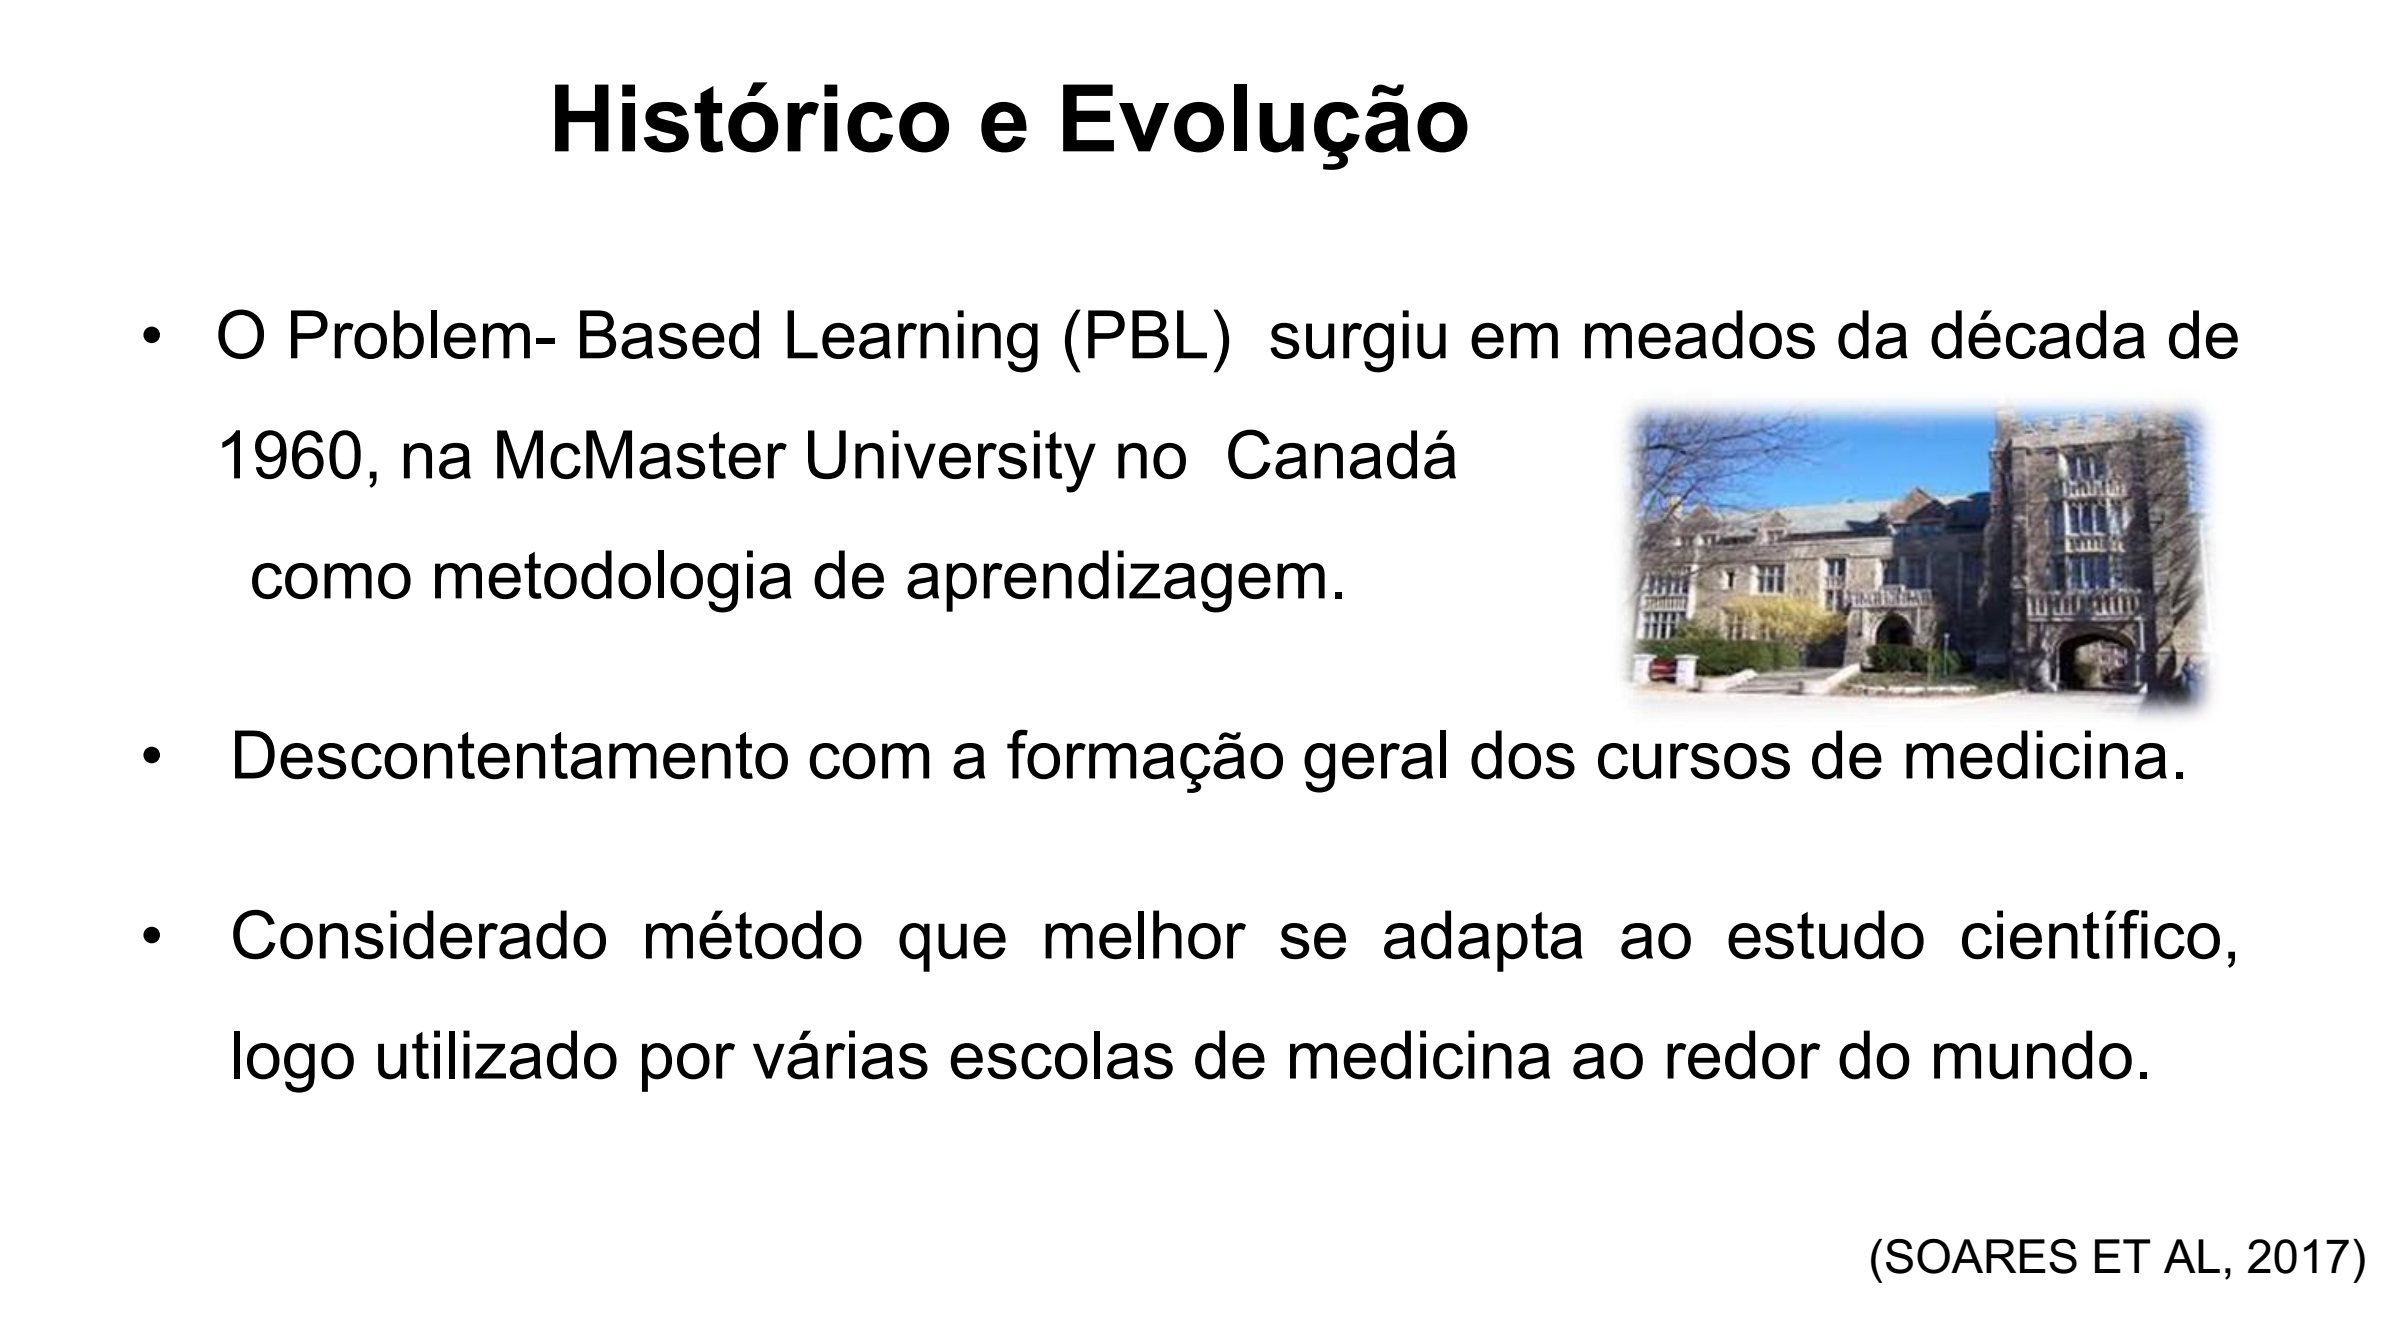 Histórico e Evolução
• O Problem- Based Learning (PBL)  surgiu em meados da década de
1960, na McMaster University no  Canadá
como metodologia de aprendizagem.
• Descontentamento com a formação geral dos cursos de medicina.
• Considerado método que melhor se adapta ao estudo científico,
logo utilizado por várias escolas de medicina ao redor do mundo.
(SOARES ET AL, 2017)